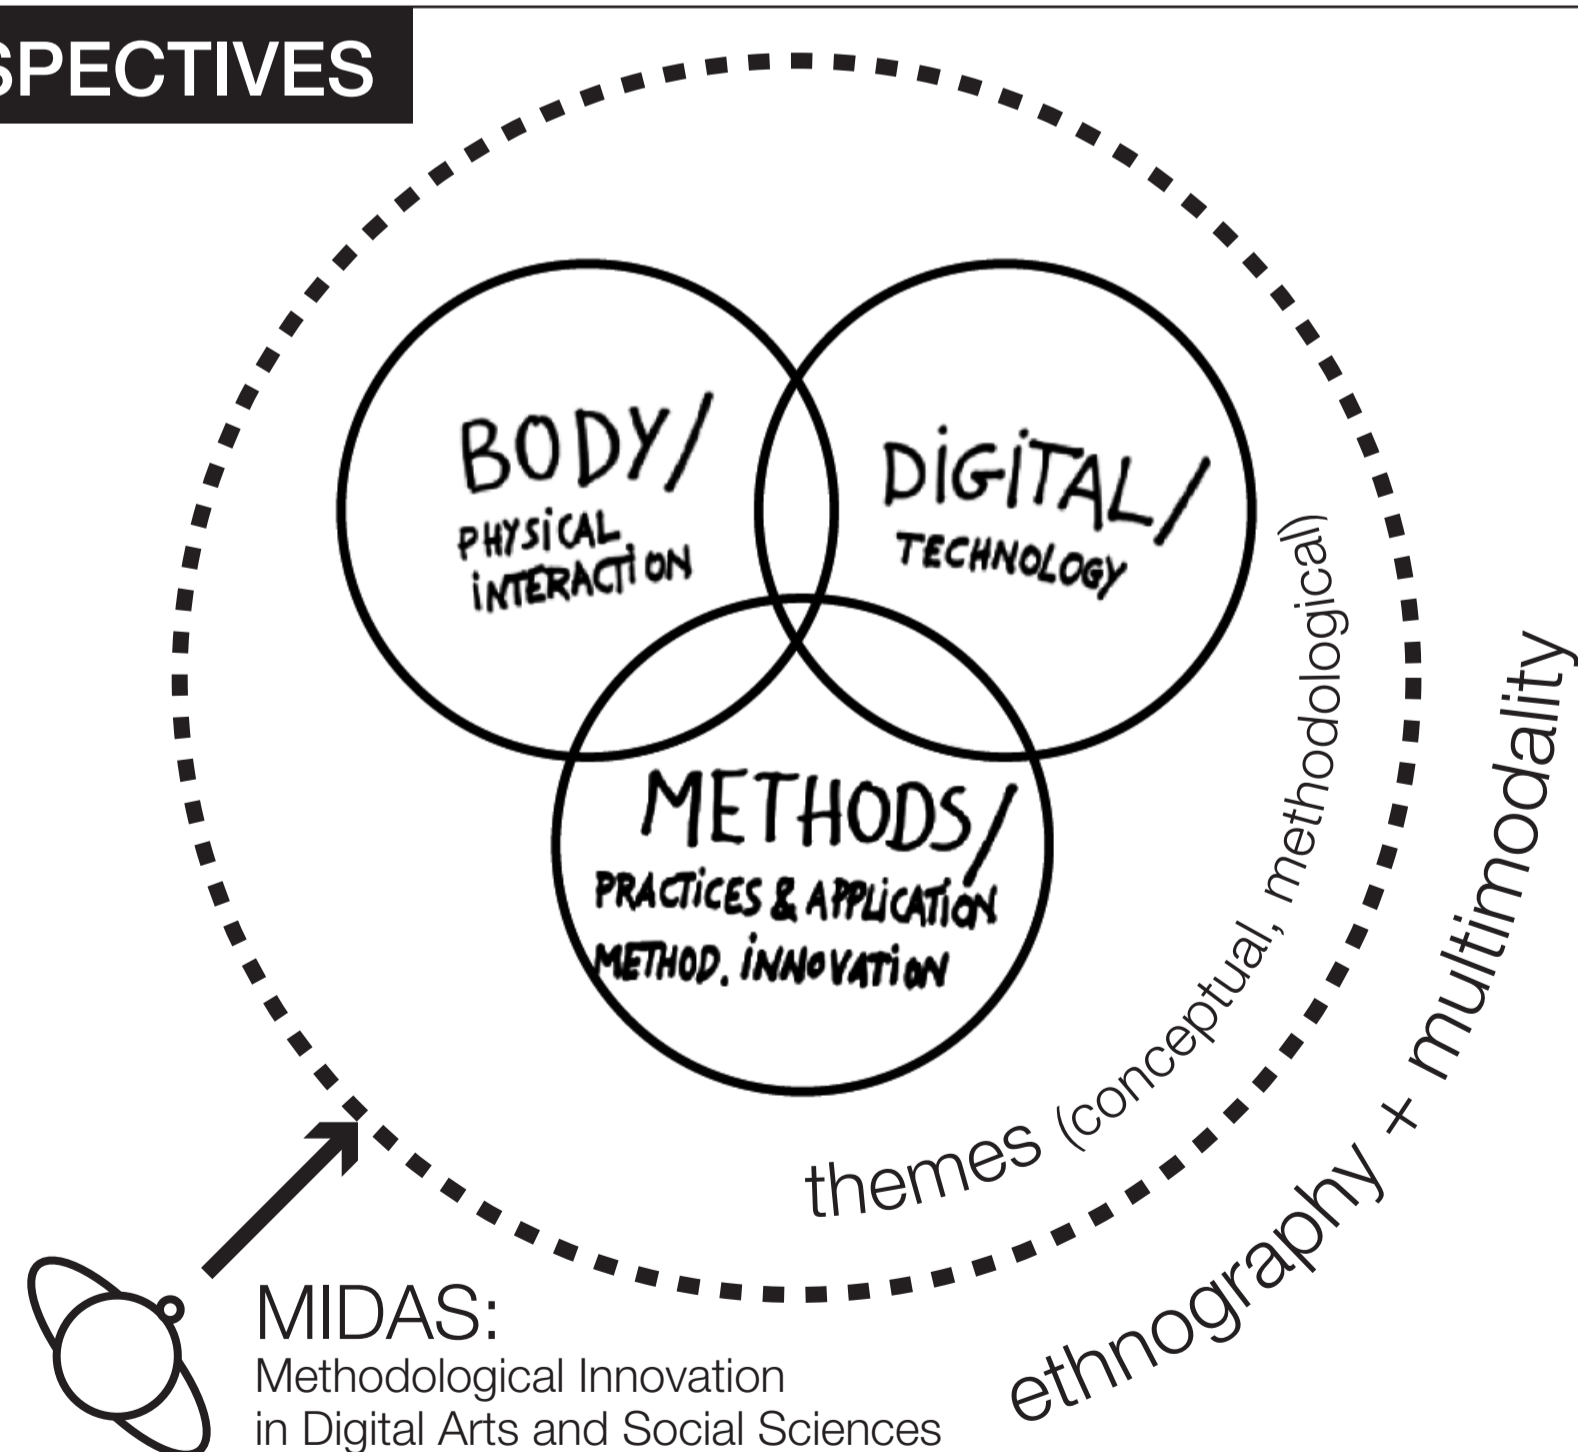 SPECTIVES
BODY/
PHYSiCAL
iNTERACTiON
DiGiTAL/
TECHNOLOGY
METHODS/
PRACTiCES & APPLiCATiON
METHOD. iNNOVATiON
themes (conceptual, methodological)
ethnography + multimodality
MIDAS:
Methodological Innovation
in Digital Arts and Social Sciences